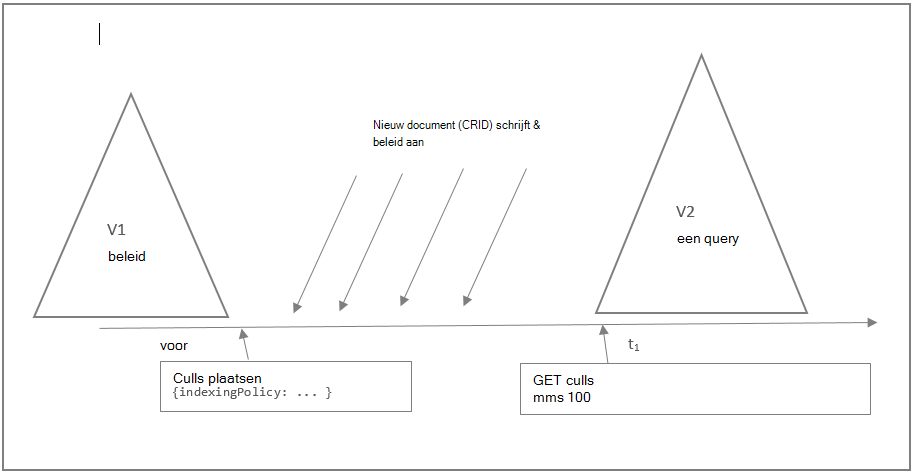 Nieuw document (CRID) schrijft &
beleid aan
V1
beleid
V2
een query
voor
t1
Culls plaatsen
{indexingPolicy: ... }
GET culls
mms 100